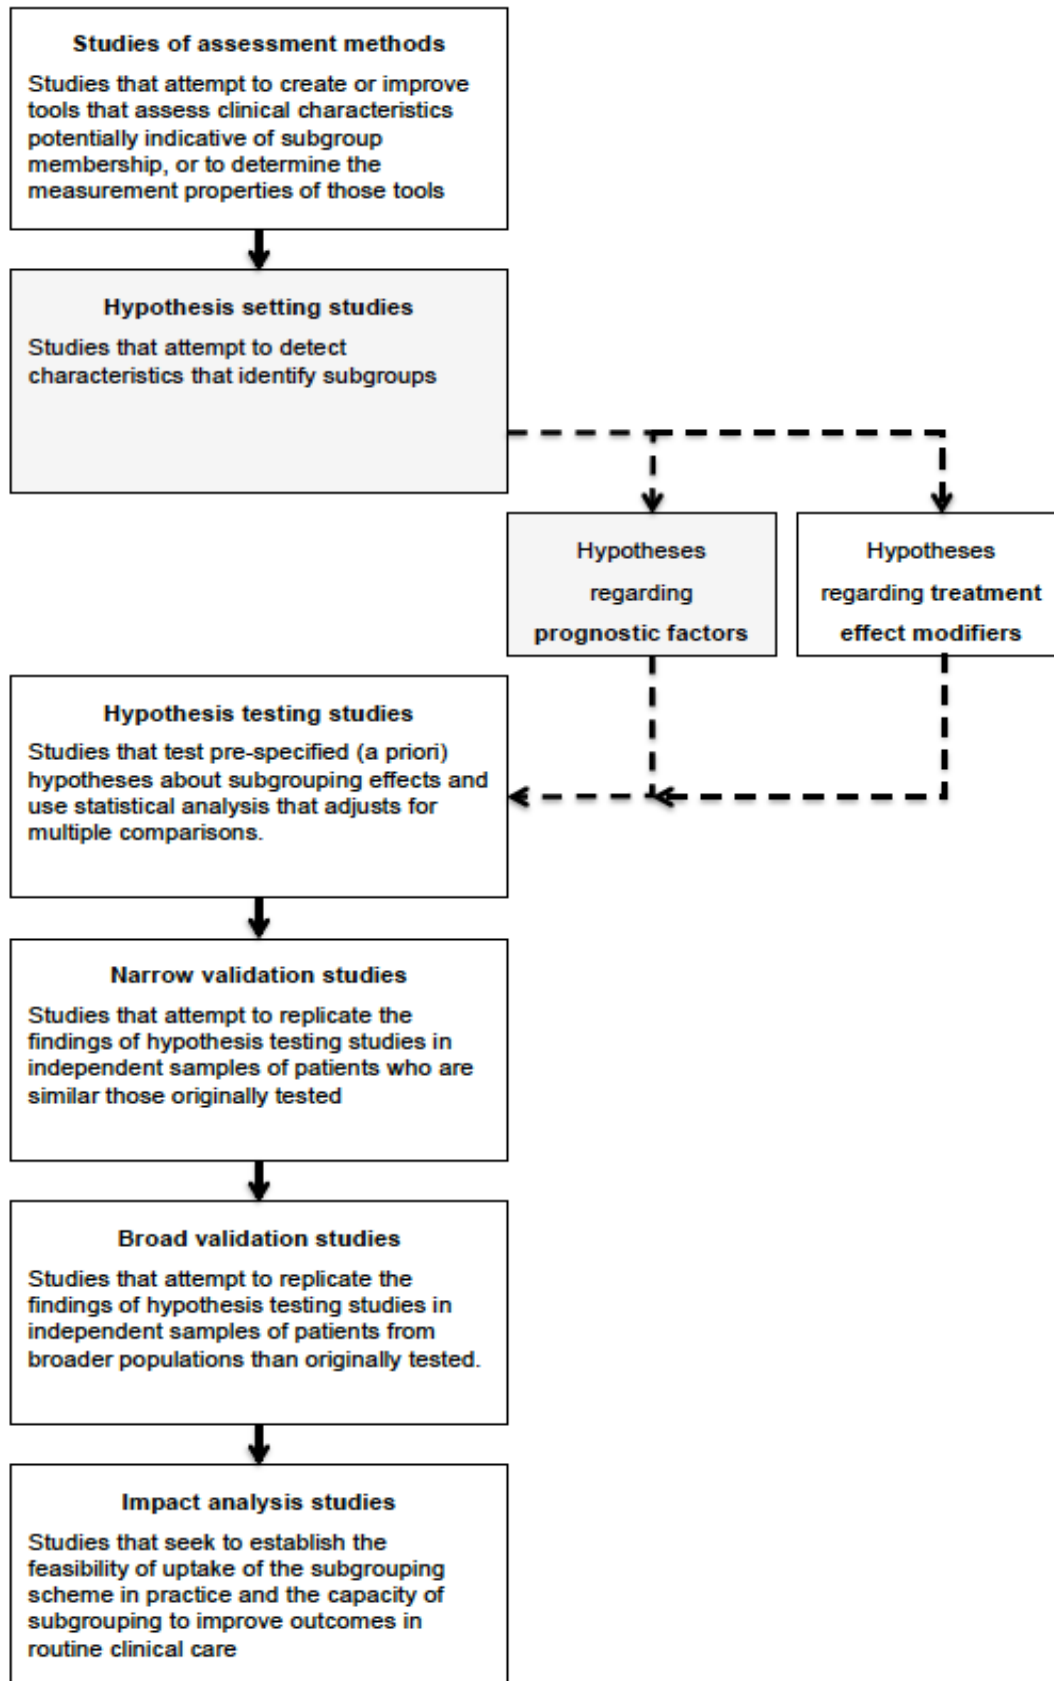 Studies of assessment methods
Studies that attempt to create or improve
tools that assess clinical characteristics
potentially indicative of subgroup
membership, or to determine the
measurement properties of those tools
Hypothesis setting studies
Studies that attempt to detect
characteristics that identify subgroups
Hypotheses
regarding
prognostic factors
Hypotheses
regarding treatment
effect modifiers
Hypothesis testing studies
Studies that test pre-specified (a priori)
hypotheses about subgrouping effects and
use statistical analysis that adjusts for
multiple comparisons.
Narrow validation studies
Studies that attempt to replicate the
findings of hypothesis testing studies in
independent samples of patients who are
similar those originally tested
Broad validation studies
Studies that attempt to replicate the
findings of hypothesis testing studies in
independent samples of patients from
broader populations than originally tested.
Impact analysis studies
Studies that seek to establish the
feasibility of uptake of the subgrouping
scheme in practice and the capacity of
subgrouping to improve outcomes in
routine clinical care